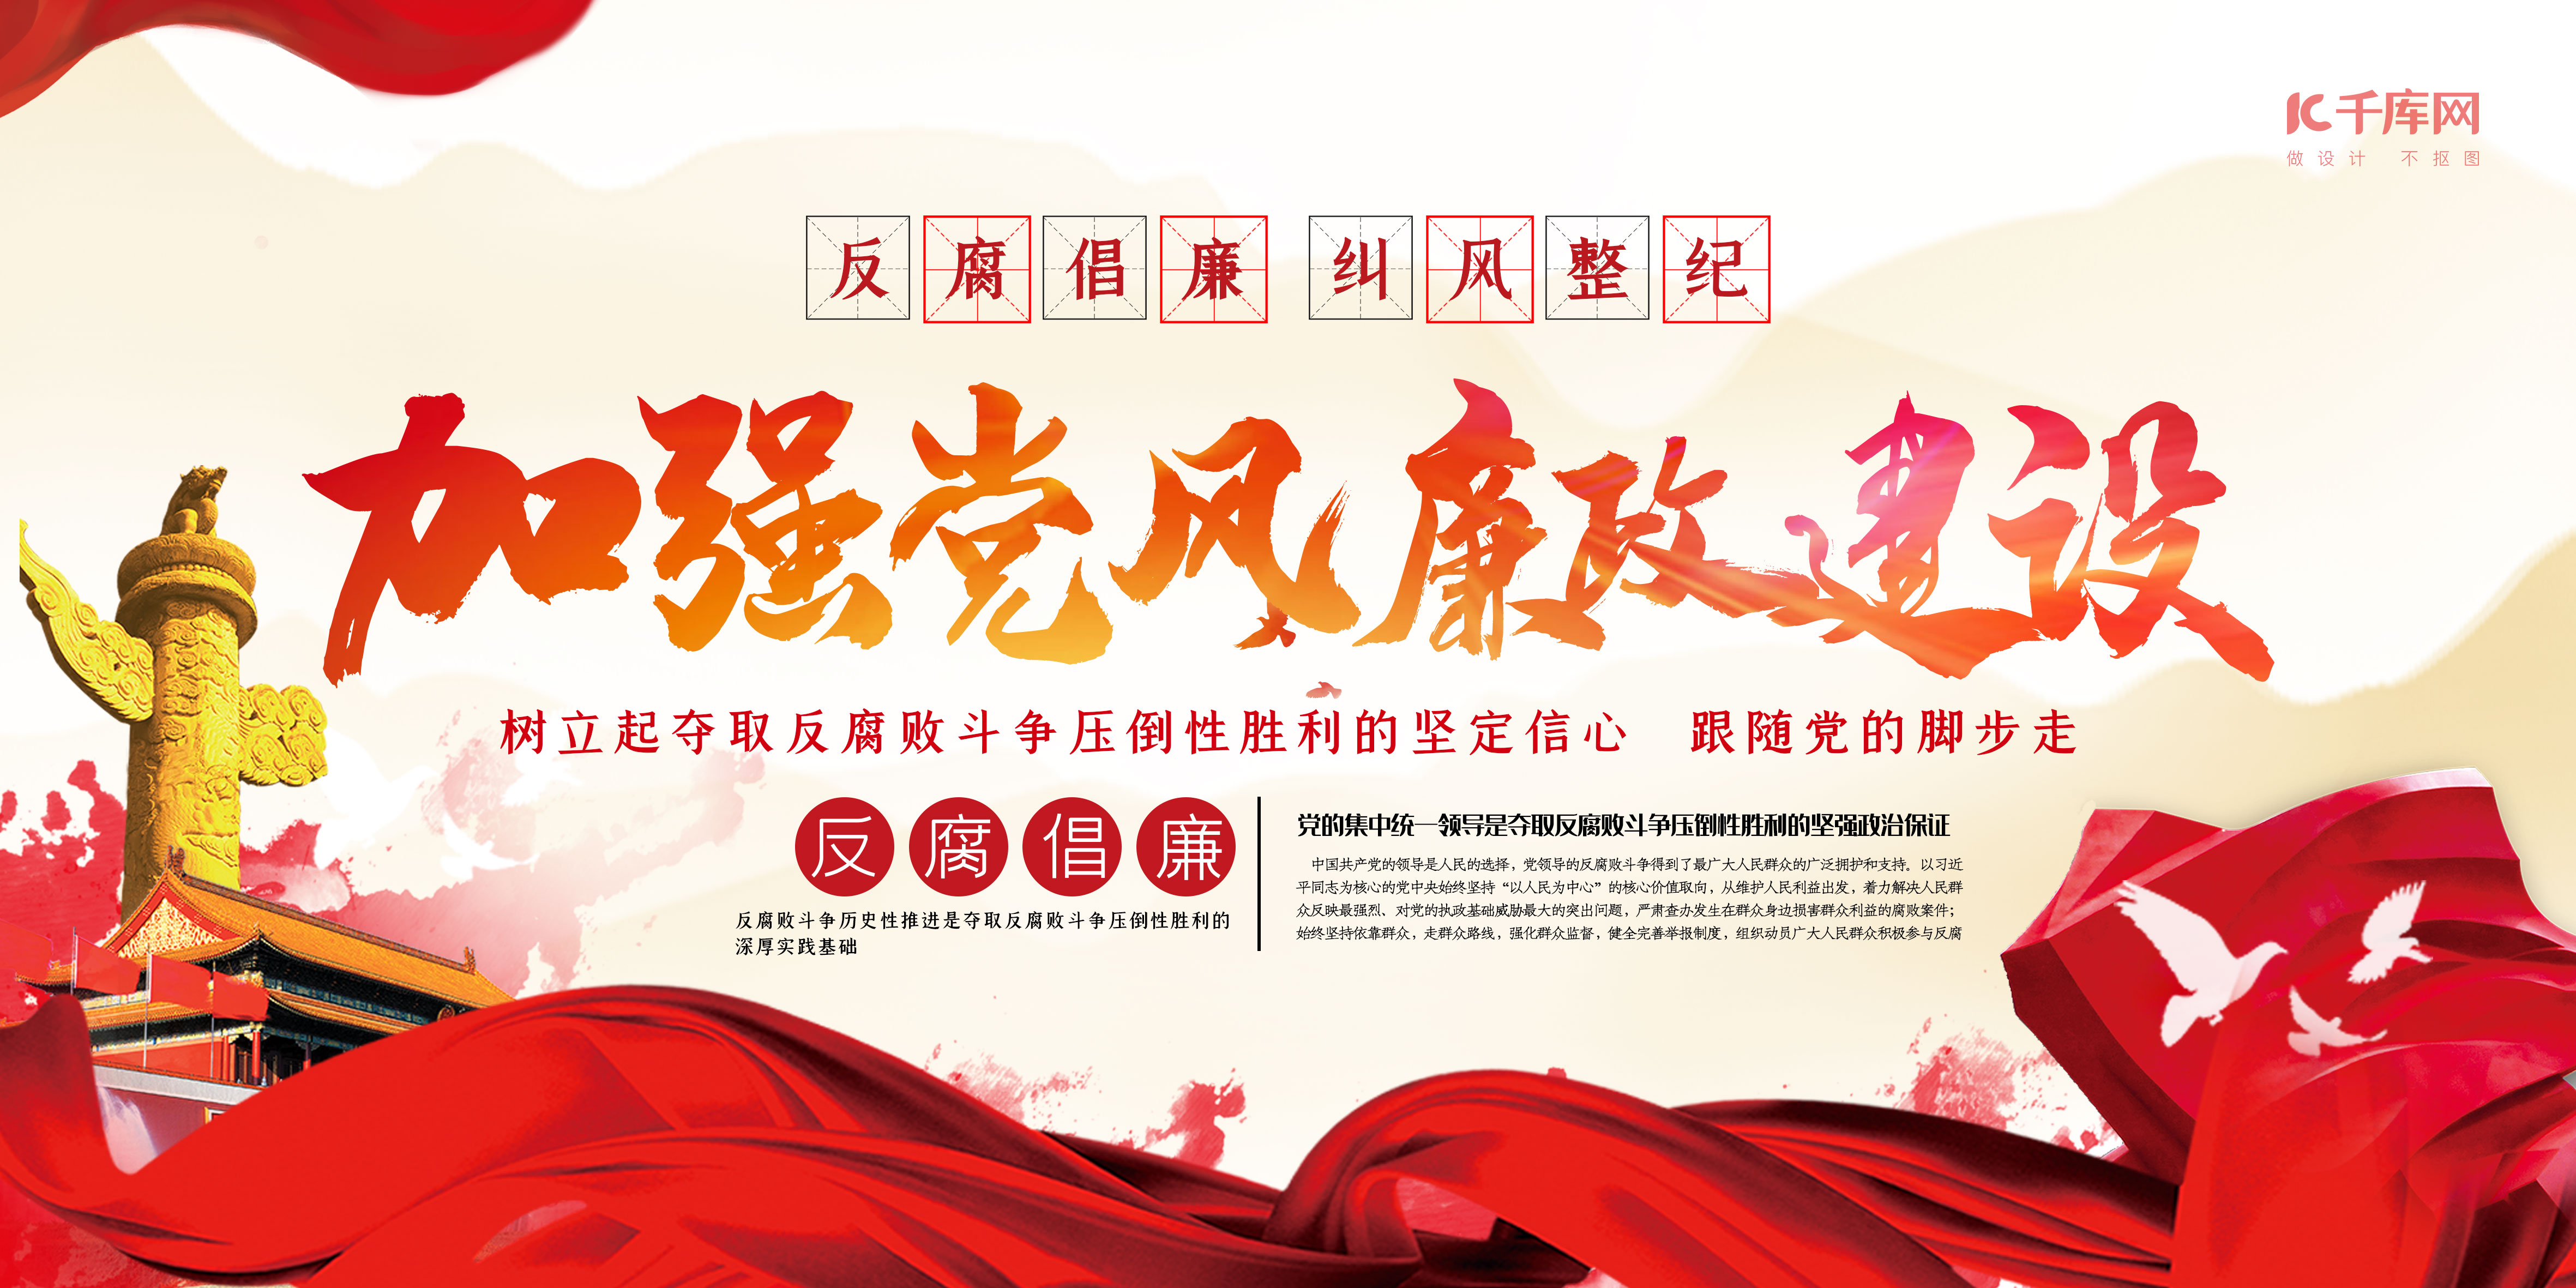 千库网
做设计 不抠图
反腐倡廉 纠风整纪
加强党风廉政建设
树立起夺取反腐败斗争压倒性胜利的坚定信心 跟随党的脚步走
反腐倡廉
反腐败斗争历史性推进是夺取反腐败斗争压倒性胜利的
深厚实践基础
党的集中统一领导是夺取反腐败斗争压倒性胜利的坚强政治保证
中国共产党的领导是人民的选择，党领导的反腐败斗争得到了最广大人民群众的广泛拥护和支持。以习近
平同志为核心的党中央始终坚持“以人民为中心”的核心价值取向，从维护人民利益出发，着力解决人民群
众反映最强烈、对党的执政基础威胁最大的突出问题，严肃查办发生在群众身边损害群众利益的腐败案件；
始终坚持依靠群众，走群众路线，强化群众监督，健全完善举报制度，组织动员广大人民群众积极参与反腐